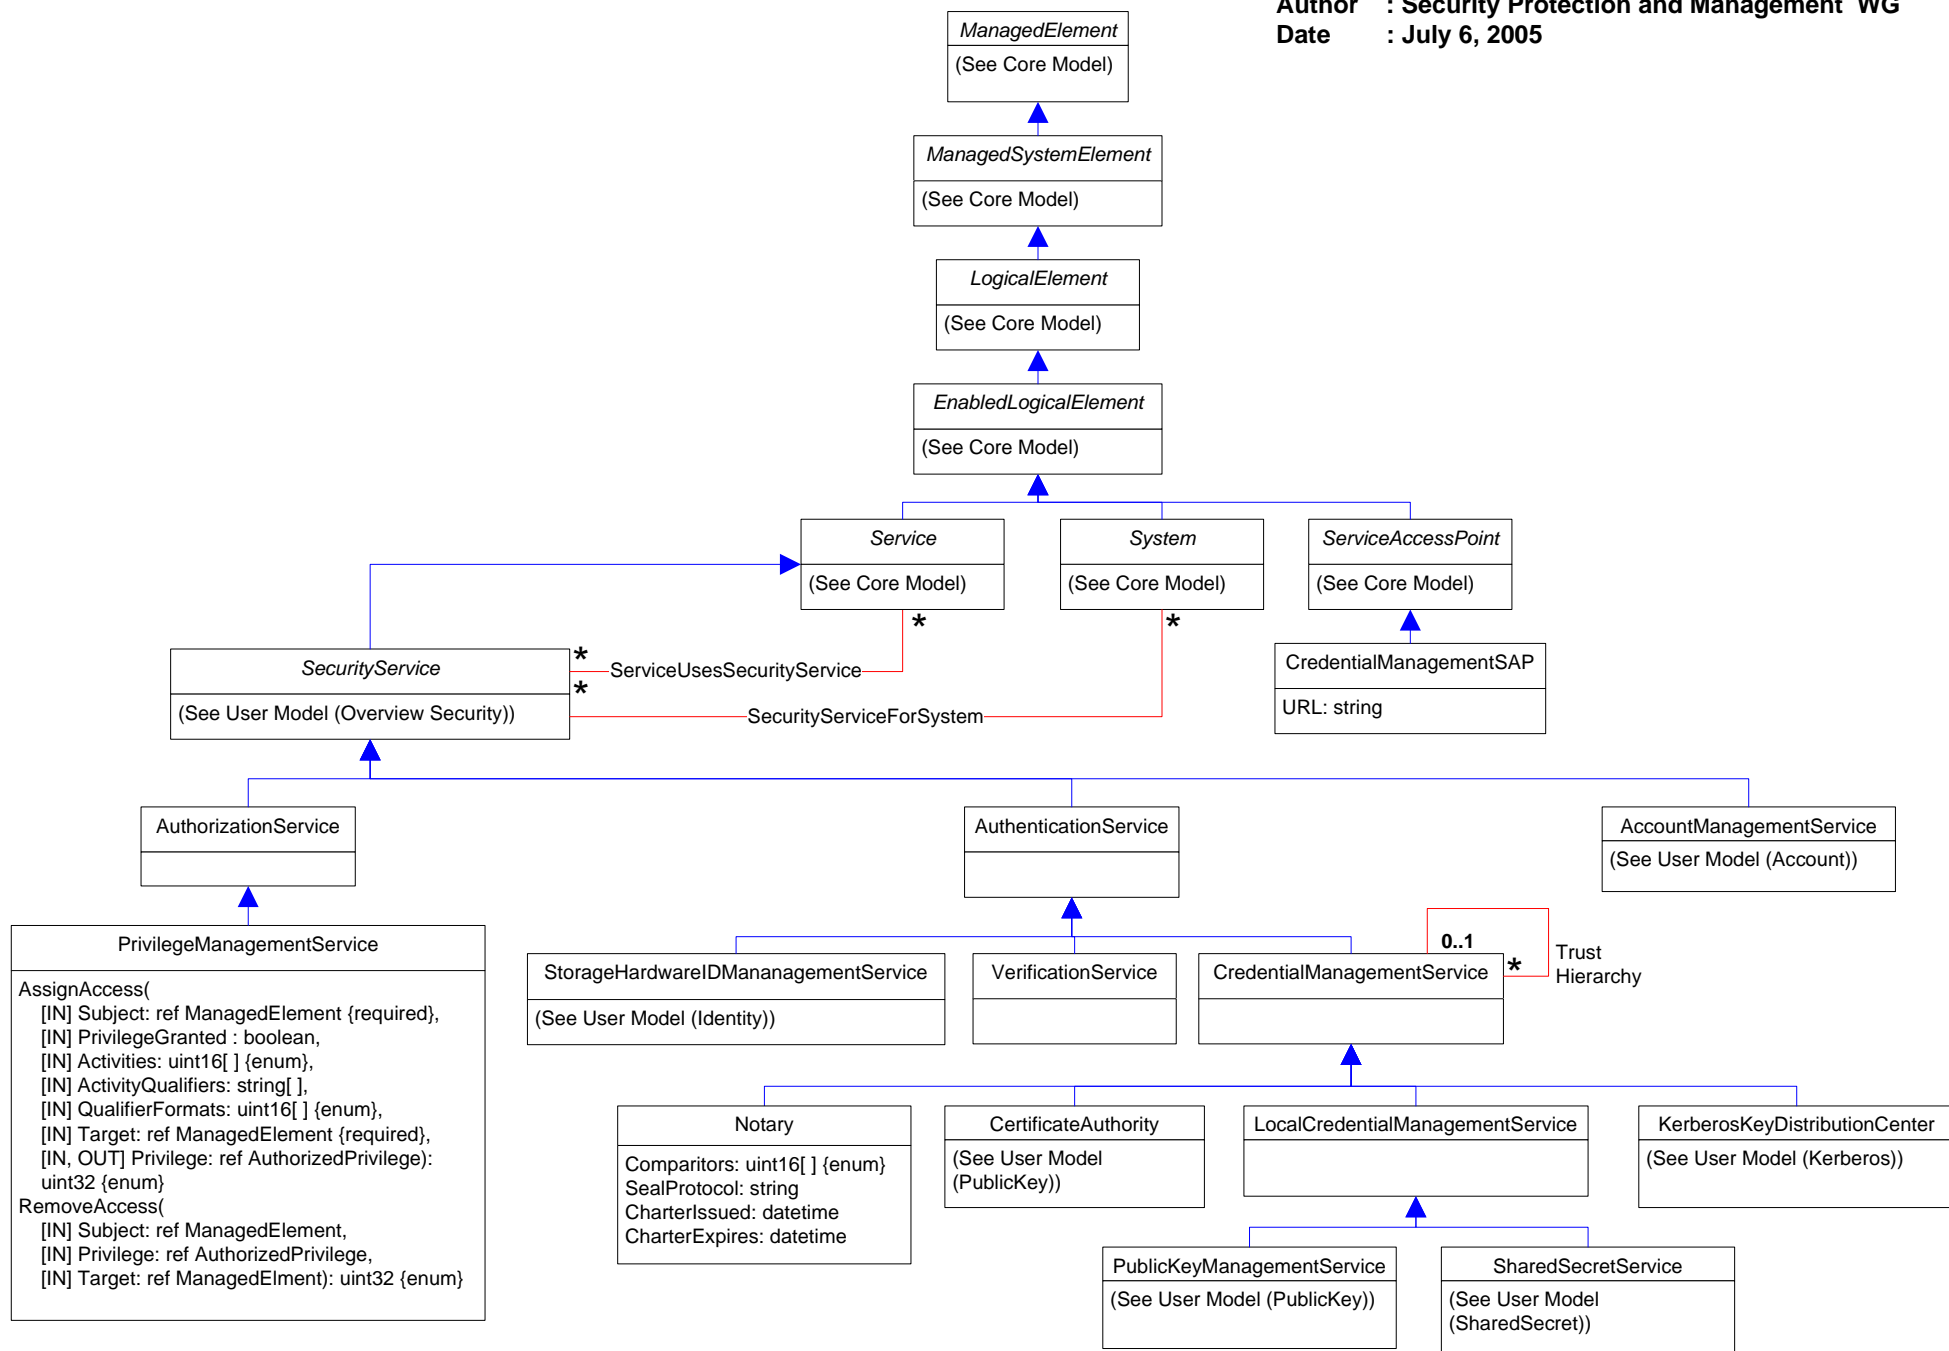 Author : Security Protection and Management WG
Date : July 6, 2005
ManagedElement
(See Core Model)
ManagedSystemElement
(See Core Model)
LogicalElement
(See Core Model)
EnabledLogicalElement
(See Core Model)
Service
(See Core Model)
System
(See Core Model)
ServiceAccessPoint
(See Core Model)
*
*
SecurityService
(See User Model (Overview Security))
*
ServiceUsesSecurityService
*
SecurityServiceForSystem
CredentialManagementSAP
URL: string
AuthorizationService
AuthenticationService
AccountManagementService
(See User Model (Account))
PrivilegeManagementService
AssignAccess(
[IN] Subject: ref ManagedElement {required},
[IN] PrivilegeGranted : boolean,
[IN] Activities: uint16[ ] {enum},
[IN] ActivityQualifiers: string[ ],
[IN] QualifierFormats: uint16[ ] {enum},
[IN] Target: ref ManagedElement {required},
[IN, OUT] Privilege: ref AuthorizedPrivilege):
uint32 {enum}
RemoveAccess(
[IN] Subject: ref ManagedElement,
[IN] Privilege: ref AuthorizedPrivilege,
[IN] Target: ref ManagedElment): uint32 {enum}
StorageHardwareIDMananagementService
(See User Model (Identity))
VerificationService
CredentialManagementService
0..1
*
Trust
Hierarchy
Notary
Comparitors: uint16[ ] {enum}
SealProtocol: string
CharterIssued: datetime
CharterExpires: datetime
CertificateAuthority
(See User Model
(PublicKey))
LocalCredentialManagementService
KerberosKeyDistributionCenter
(See User Model (Kerberos))
PublicKeyManagementService
(See User Model (PublicKey))
SharedSecretService
(See User Model
(SharedSecret))